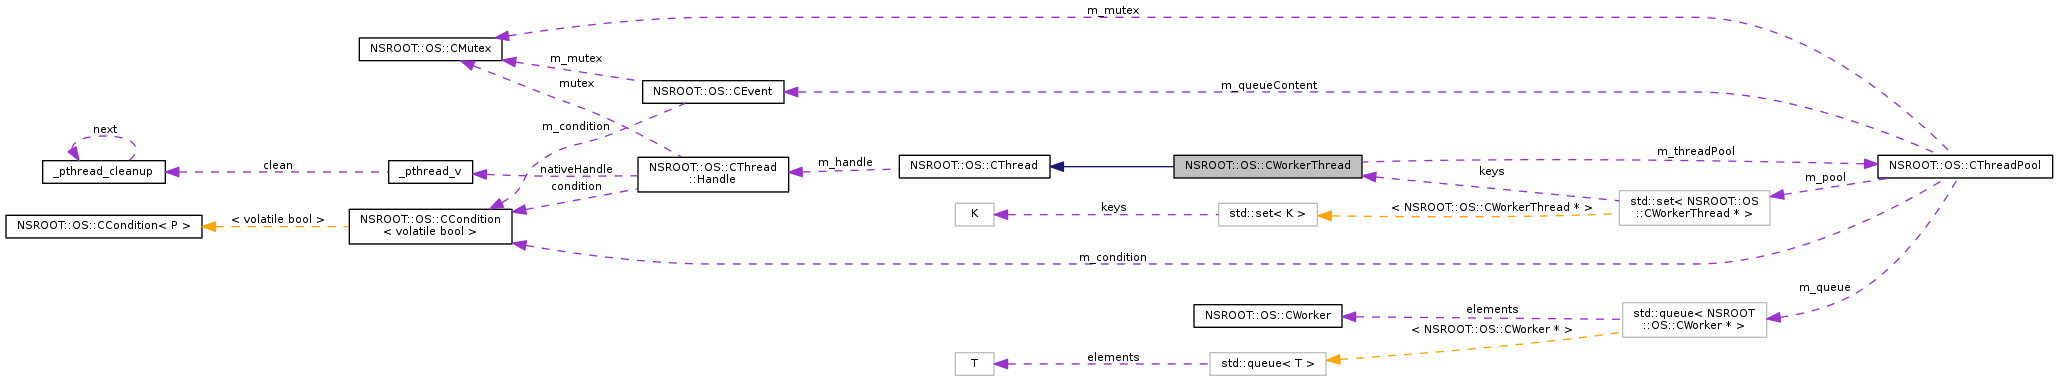 m_mutex
NSROOT::OS::CMutex
m_mutex
mutex
NSROOT::OS::CEvent
m_queueContent
m_condition
next
_pthread_cleanup
clean
_pthread_v
nativeHandle
condition
NSROOT::OS::CThread
::Handle
m_handle
NSROOT::OS::CThread
NSROOT::OS::CWorkerThread
m_threadPool
NSROOT::OS::CThreadPool
keys
m_pool
std::set< NSROOT::OS
::CWorkerThread * >
< NSROOT::OS::CWorkerThread * >
K
keys
std::set< K >
NSROOT::OS::CCondition< P >
< volatile bool >
NSROOT::OS::CCondition
< volatile bool >
m_condition
m_queue
NSROOT::OS::CWorker
elements
std::queue< NSROOT
::OS::CWorker * >
< NSROOT::OS::CWorker * >
T
elements
std::queue< T >